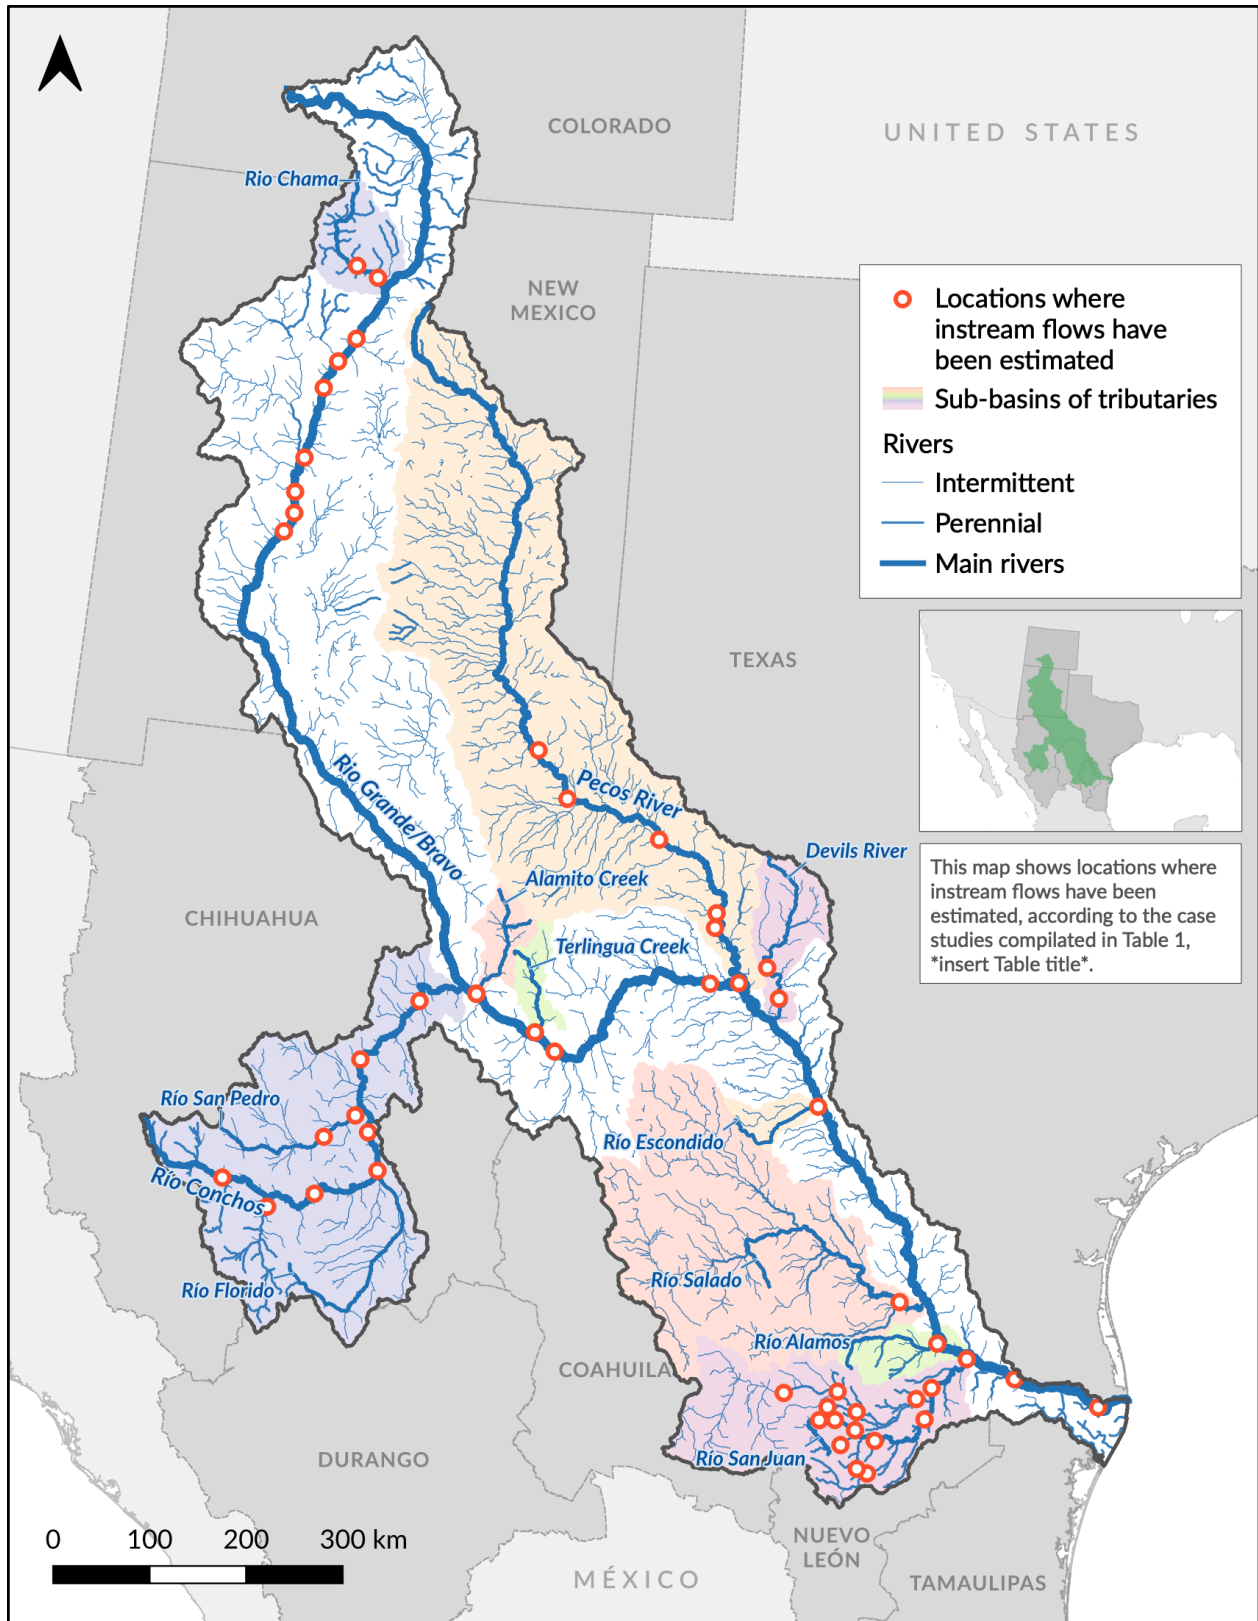 COLORADO
UNITED STATES
Rio Chama
NEW
MEXICO
Locations where
instream flows have
been estimated
Sub-basins of tributaries
Rivers
Intermittent
Perennial
Main rivers
TEXAS
Rio Grande/Bravo
Pecos River
Devils River
Alamito Creek
This map shows locations where
instream flows have been
estimated, according to the case
studies compilated in Table 1,
*insert Table title*.
CHIHUAHUA
Terlingua Creek
Río San Pedro
Río Escondido
Río Conchos
Río Florido
Río Salado
Río Alamos
COAHUILA
DURANGO
Río San Juan
0 100 200 300 km
NUEVO
LEÓN
MÉXICO
TAMAULIPAS